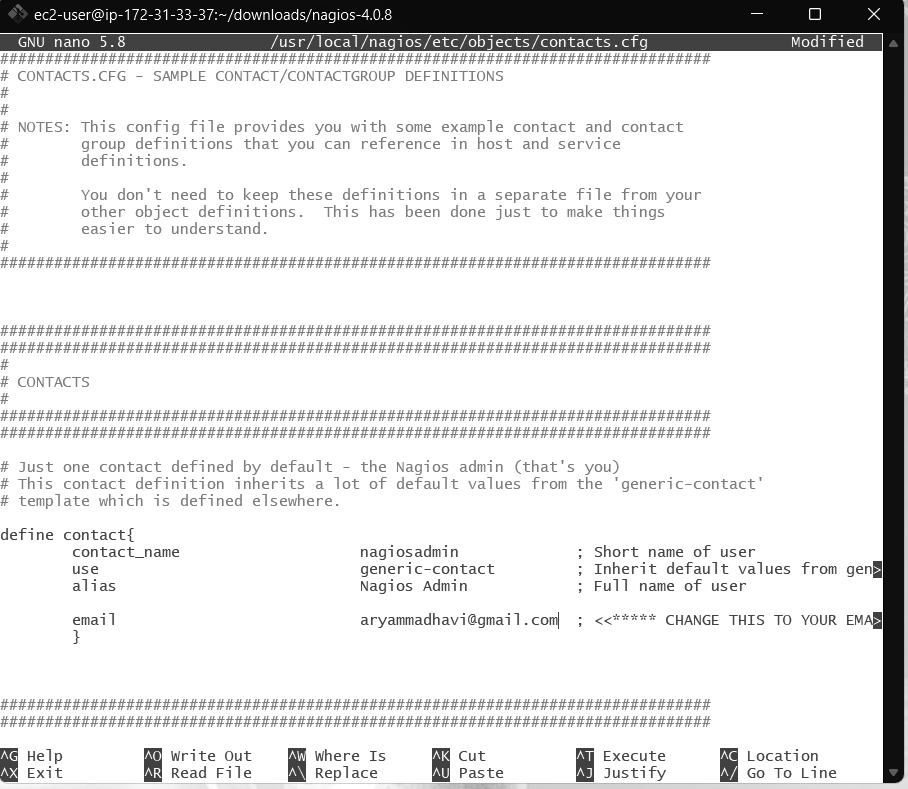 ec2-user@ip-172-31-33-37:~/downloads/nagios-4.0.8
GNU nano 5.8 /usr/local/nagios/etc/objects/contacts.cfg Modified
###############################################################################
# CONTACTS.CFG - SAMPLE CONTACT/CONTACTGROUP DEFINITIONS
#
#
# NOTES: This config file provides you with some example contact and contact
#        group definitions that you can reference in host and service
#        definitions.
#
#        You don't need to keep these definitions in a separate file from your
#        other object definitions.  This has been done just to make things
#        easier to understand.
#
###############################################################################
###############################################################################
###############################################################################
#
# CONTACTS
#
###############################################################################
###############################################################################
# Just one contact defined by default - the Nagios admin (that's you)
# This contact definition inherits a lot of default values from the 'generic-contact'
# template which is defined elsewhere.
define contact{
        contact_name                    nagiosadmin             ; Short name of user
        use                             generic-contact         ; Inherit default values from gen>
        alias                           Nagios Admin            ; Full name of user
        email                           aryammadhavi@gmail.com  ; <<***** CHANGE THIS TO YOUR EMA>
        }
###############################################################################
###############################################################################
^G Help ^O Write Out ^W Where Is ^K Cut ^T Execute ^C Location
^X Exit ^R Read File ^\ Replace ^U Paste ^J Justify ^/ Go To Line